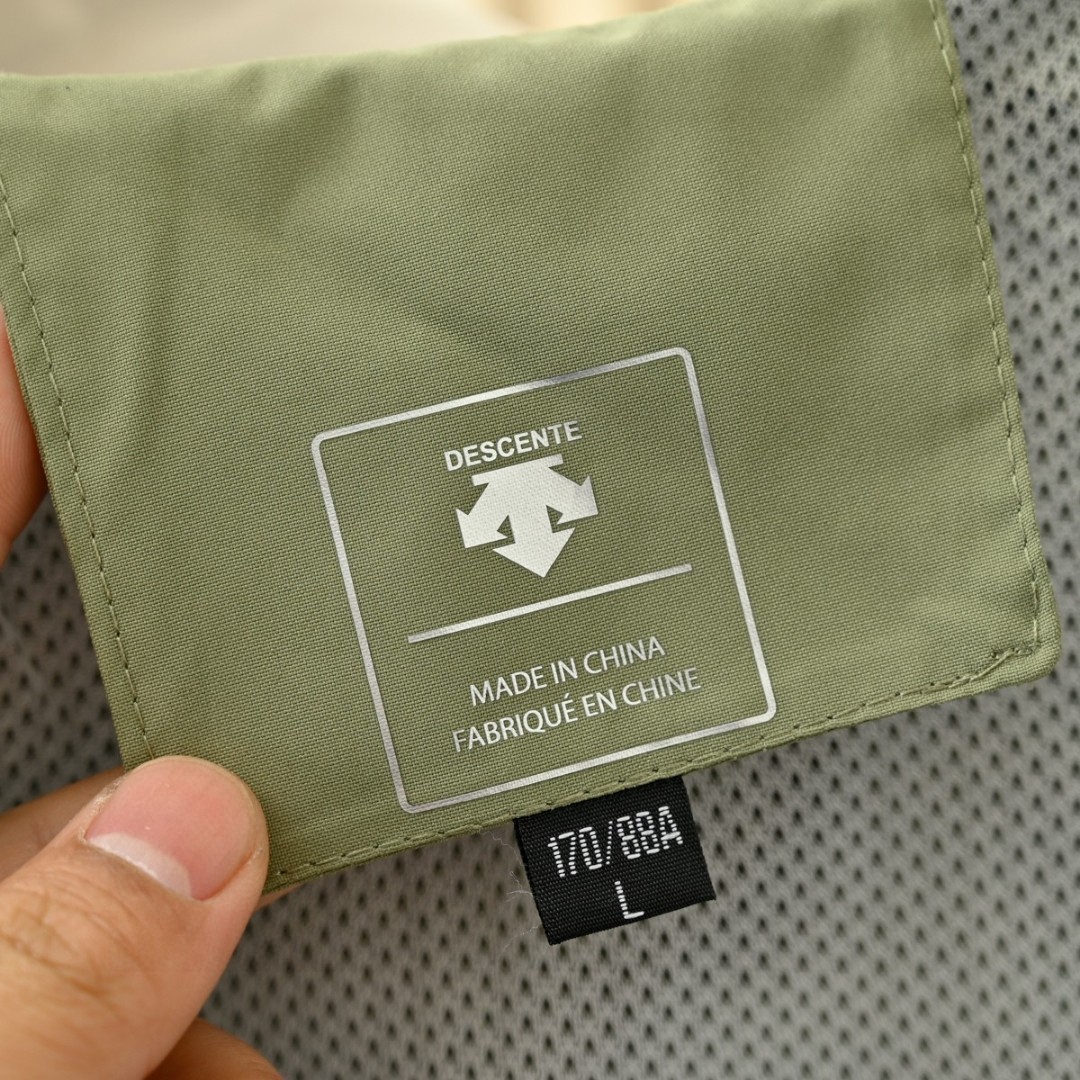 DESCENTE
MADE IN CHINA
FABRIQUÉ EN CHINE
170/88A
L